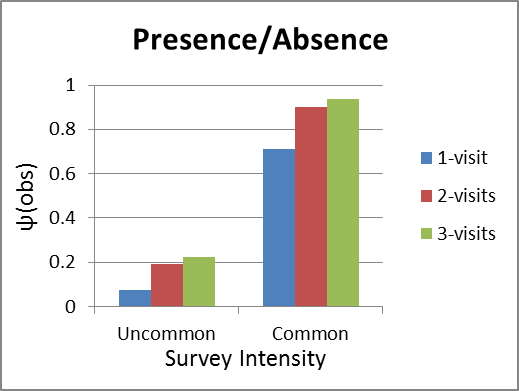 Presence/Absence
1
0.8
0.6
0.4
0.2
0
ψ(obs)
Uncommon
Common
Survey Intensity
1-visit
2-visits
3-visits